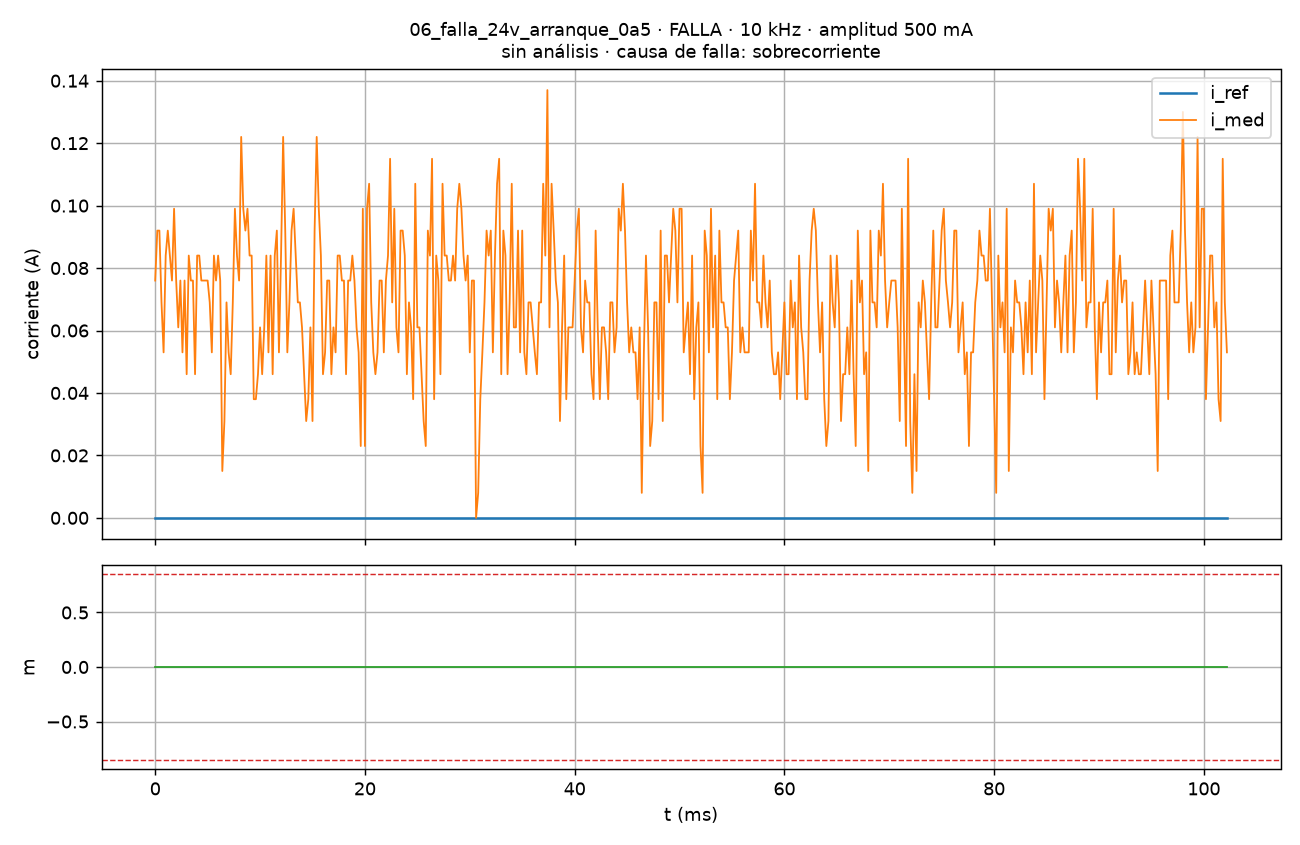 06_falla_24v_arranque_0a5 · FALLA · 10 kHz · amplitud 500 mA
sin análisis · causa de falla: sobrecorriente
i_ref
i_med
0.14
0.12
0.10
0.08
0.06
0.04
0.02
0.00
corriente (A)
0.5
0.0
−0.5
m
0
20
40
60
80
100
t (ms)